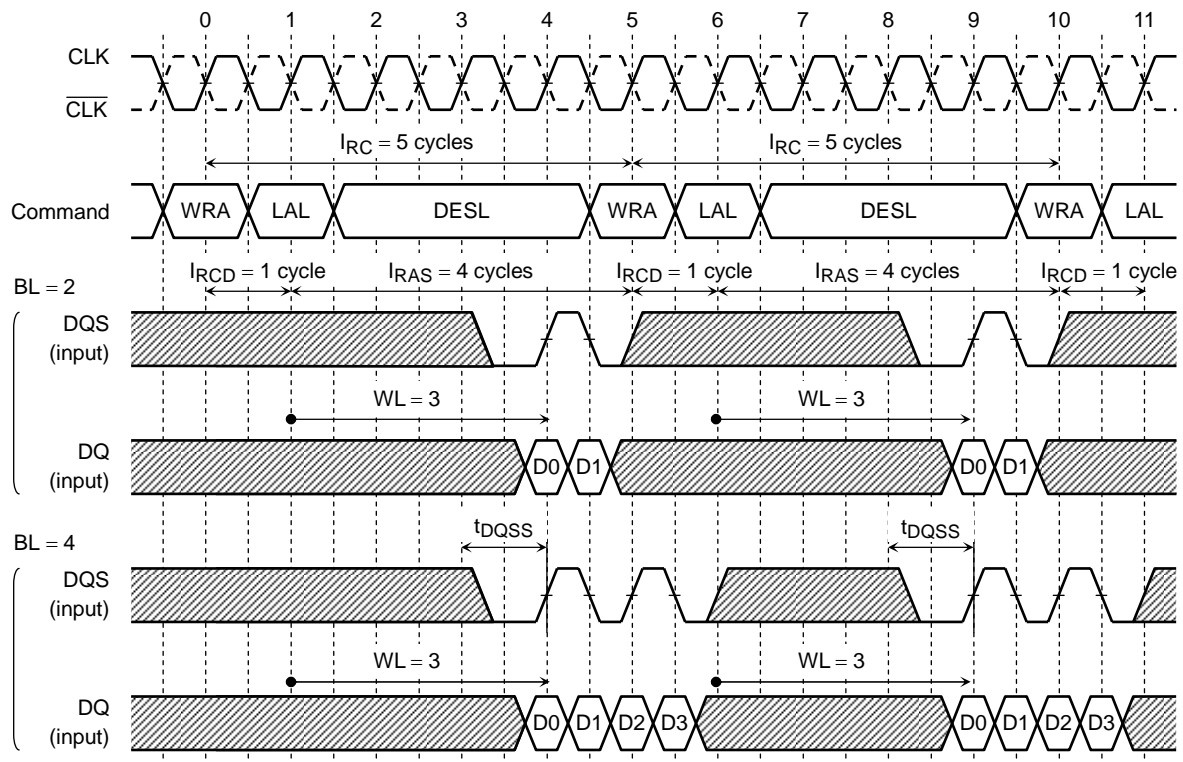 0 1 2 3 4 5 6 7 8 9 10 11
CLK
CLK
IRC = 5 cycles IRC = 5 cycles
Command WRA LAL DESL WRA LAL DESL WRA LAL
IRCD = 1 cycle IRAS = 4 cycles IRCD = 1 cycle IRAS = 4 cycles IRCD = 1 cycle
BL = 2
DQS
(input)
WL = 3 WL = 3
DQ
(input)
D0 D1 D0 D1
tDQSS tDQSS
BL = 4
DQS
(input)
WL = 3 WL = 3
DQ
(input)
D0 D1 D2 D3 D0 D1 D2 D3